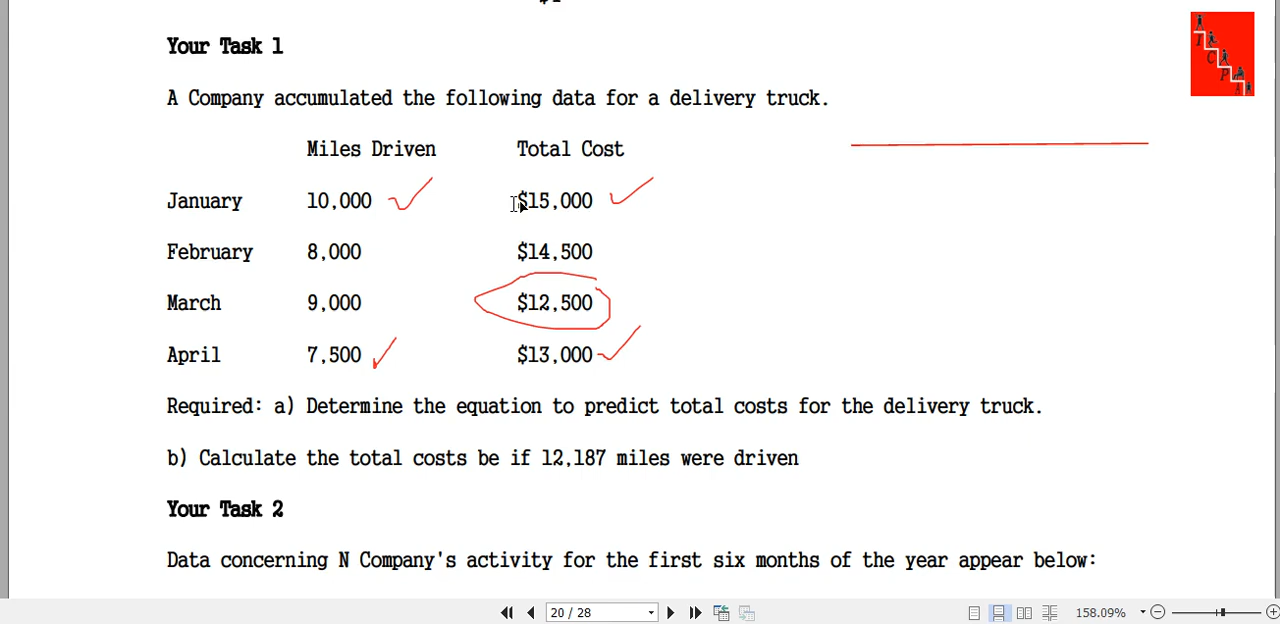 Your Task 1
A Company accumulated the following data for a delivery truck.
Miles Driven Total Cost
January 10,000 $15,000
February 8,000 $14,500
March 9,000 $12,500
April 7,500 $13,000
Required: a) Determine the equation to predict total costs for the delivery truck.
b) Calculate the total costs be if 12,187 miles were driven
Your Task 2
Data concerning N Company's activity for the first six months of the year appear below:
I
C
P
A
20 / 28
158.09%